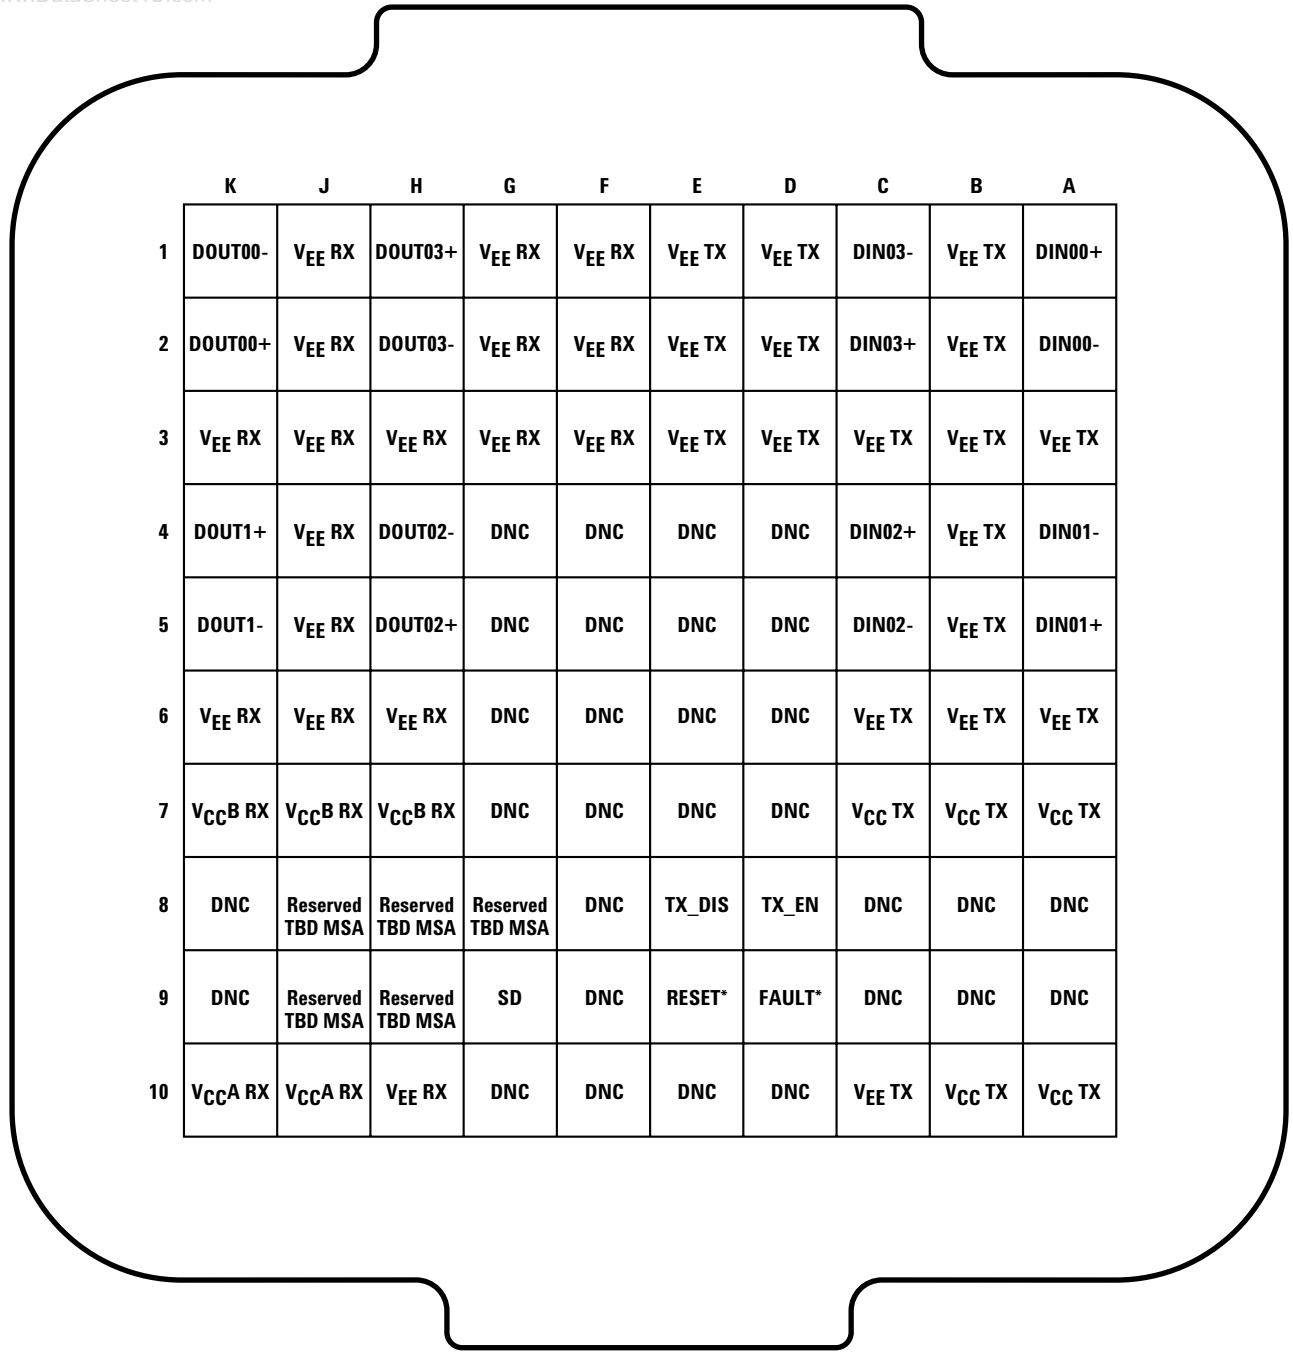 K J H G F E D C B A
1 DOUT00- VEE RX DOUT03+ VEE RX VEE RX VEE TX VEE TX DIN03- VEE TX DIN00+
2 DOUT00+ VEE RX DOUT03- VEE RX VEE RX VEE TX VEE TX DIN03+ VEE TX DIN00-
3 VEE RX VEE RX VEE RX VEE RX VEE RX VEE TX VEE TX VEE TX VEE TX VEE TX
4 DOUT1+ VEE RX DOUT02- DNC DNC DNC DNC DIN02+ VEE TX DIN01-
5 DOUT1- VEE RX DOUT02+ DNC DNC DNC DNC DIN02- VEE TX DIN01+
6 VEE RX VEE RX VEE RX DNC DNC DNC DNC VEE TX VEE TX VEE TX
7 VCCB RX VCCB RX VCCB RX DNC DNC DNC DNC VCC TX VCC TX VCC TX
8 DNC Reserved Reserved Reserved DNC TX_DIS TX_EN DNC DNC DNC
TBD MSA TBD MSA TBD MSA
9 DNC Reserved Reserved SD DNC RESET* FAULT* DNC DNC DNC
TBD MSA TBD MSA
10 VCCA RX VCCA RX VEE RX DNC DNC DNC DNC VEE TX VCC TX VCC TX